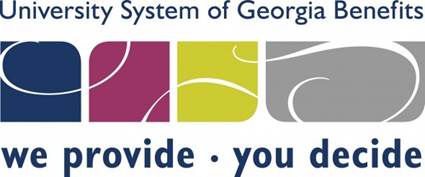 University System of Georgia Benefits
we provide · you decide